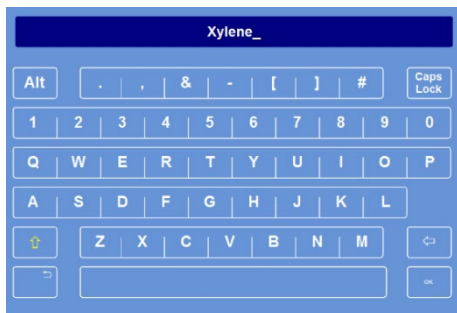 Xylene_
Alt . , & - [ ] # Caps Lock
1 2 3 4 5 6 7 8 9 0
Q W E R T Y U I O P
A S D F G H J K L
Z X C V B N M
OK